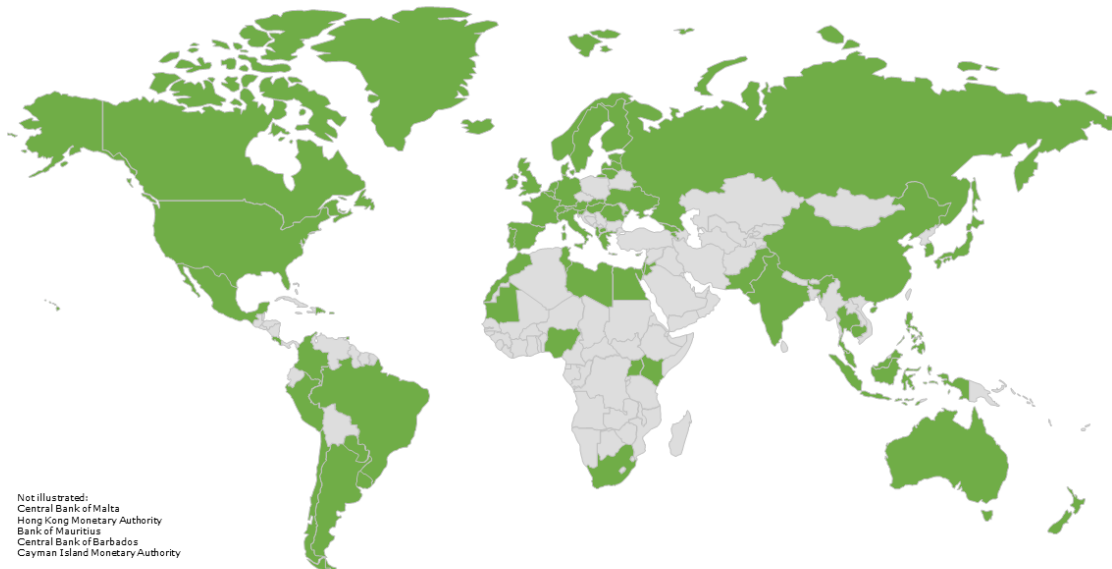 Not illustrated:
Central Bank of Malta
Hong Kong Monetary Authority
Bank of Mauritius
Central Bank of Barbados
Cayman Island Monetary Authority